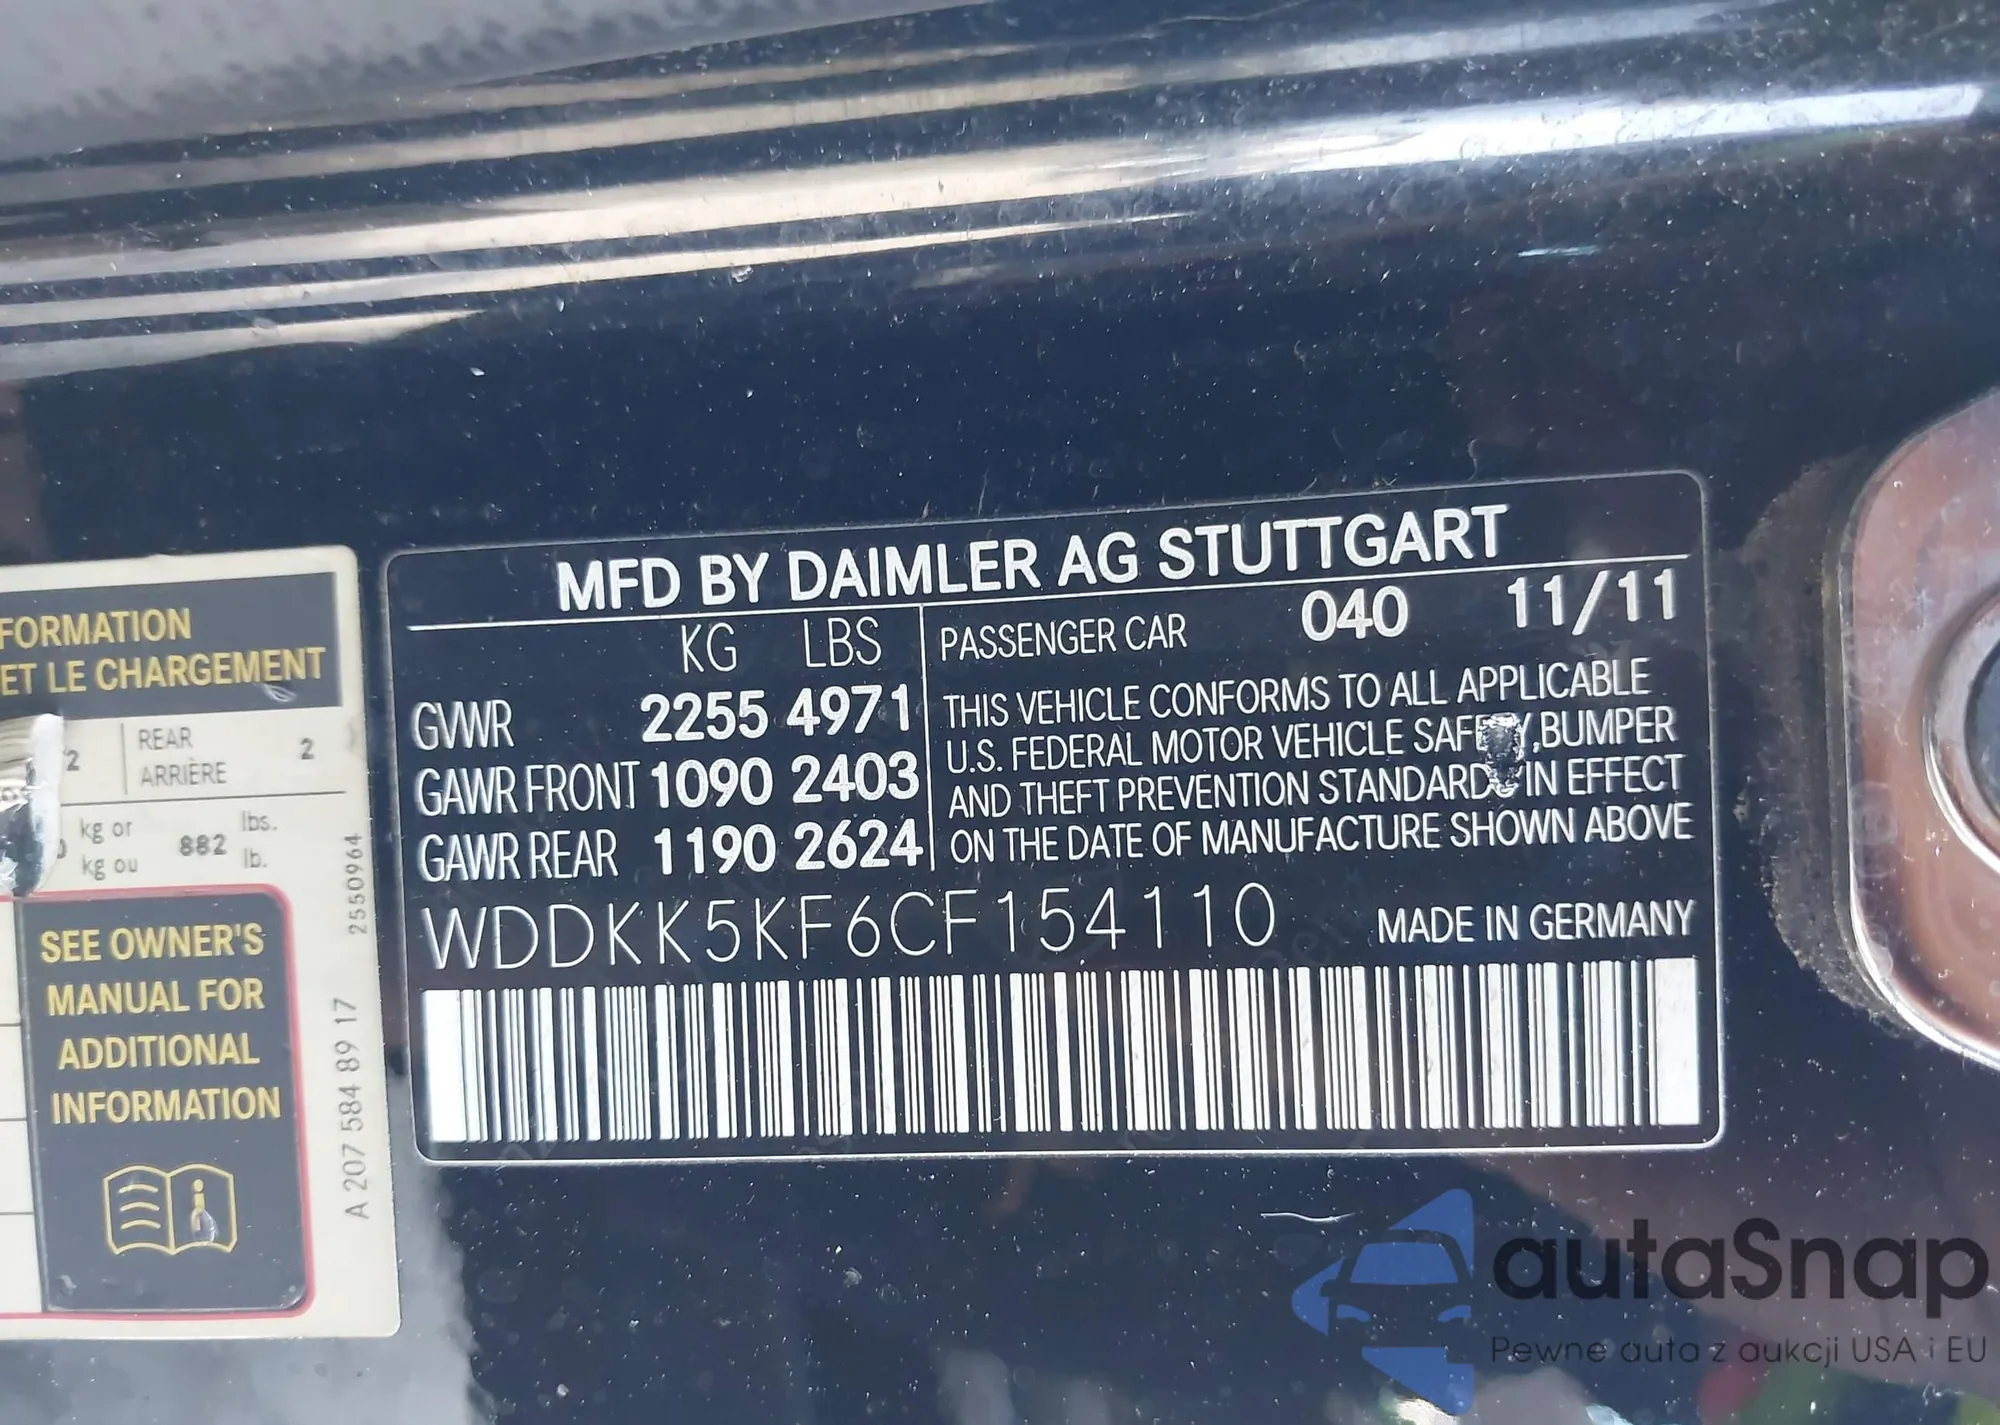 FORMATION
ET LE CHARGEMENT
2
REAR
ARRIÈRE
2
kg or
kg ou
882
lbs.
lb.
2550964
SEE OWNER'S
MANUAL FOR
ADDITIONAL
INFORMATION
A 207 584 89 17
MFD BY DAIMLER AG STUTTGART
KG LBS
GVWR 2255 4971
GAWR FRONT 1090 2403
GAWR REAR 1190 2624
PASSENGER CAR 040 11/11
THIS VEHICLE CONFORMS TO ALL APPLICABLE
U.S. FEDERAL MOTOR VEHICLE SAFETY, BUMPER
AND THEFT PREVENTION STANDARDS IN EFFECT
ON THE DATE OF MANUFACTURE SHOWN ABOVE
WDDKK5KF6CF154110 MADE IN GERMANY
autaSnap
Pewne auta z aukcji USA i EU